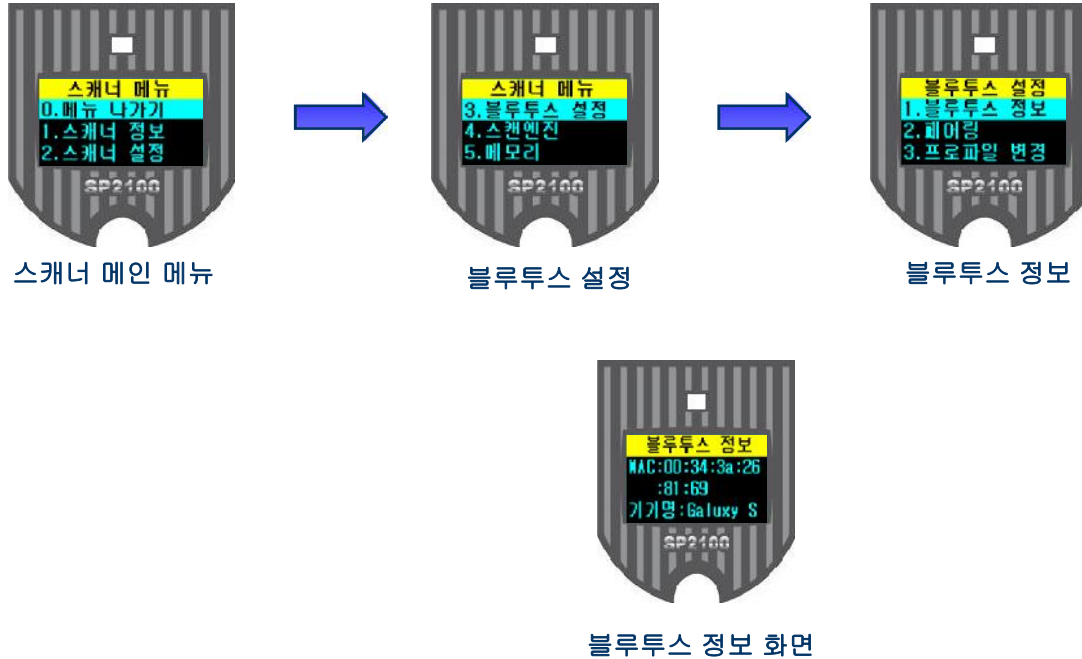 스캐너 메뉴
0.메뉴 나가기
1.스캐너 정보
2.스캐너 설정
SP2100
스캐너 메인 메뉴
스캐너 메뉴
3.블루투스 설정
4.스캔엔진
5.메모리
SP2100
블루투스 설정
블루투스 설정
1.블루투스 정보
2.페어링
3.프로파일 변경
SP2100
블루투스 정보
블루투스 정보
MAC:00:34:3a:26
:81:69
기기명:Galaxy S
SP2100
블루투스 정보 화면